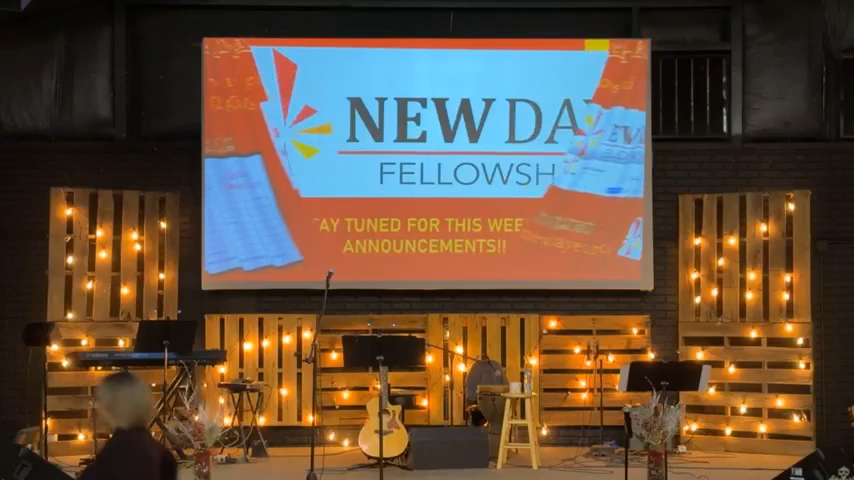 NEW DA
FELLOWSH
AY TUNED FOR THIS WEE
ANNOUNCEMENTS!!